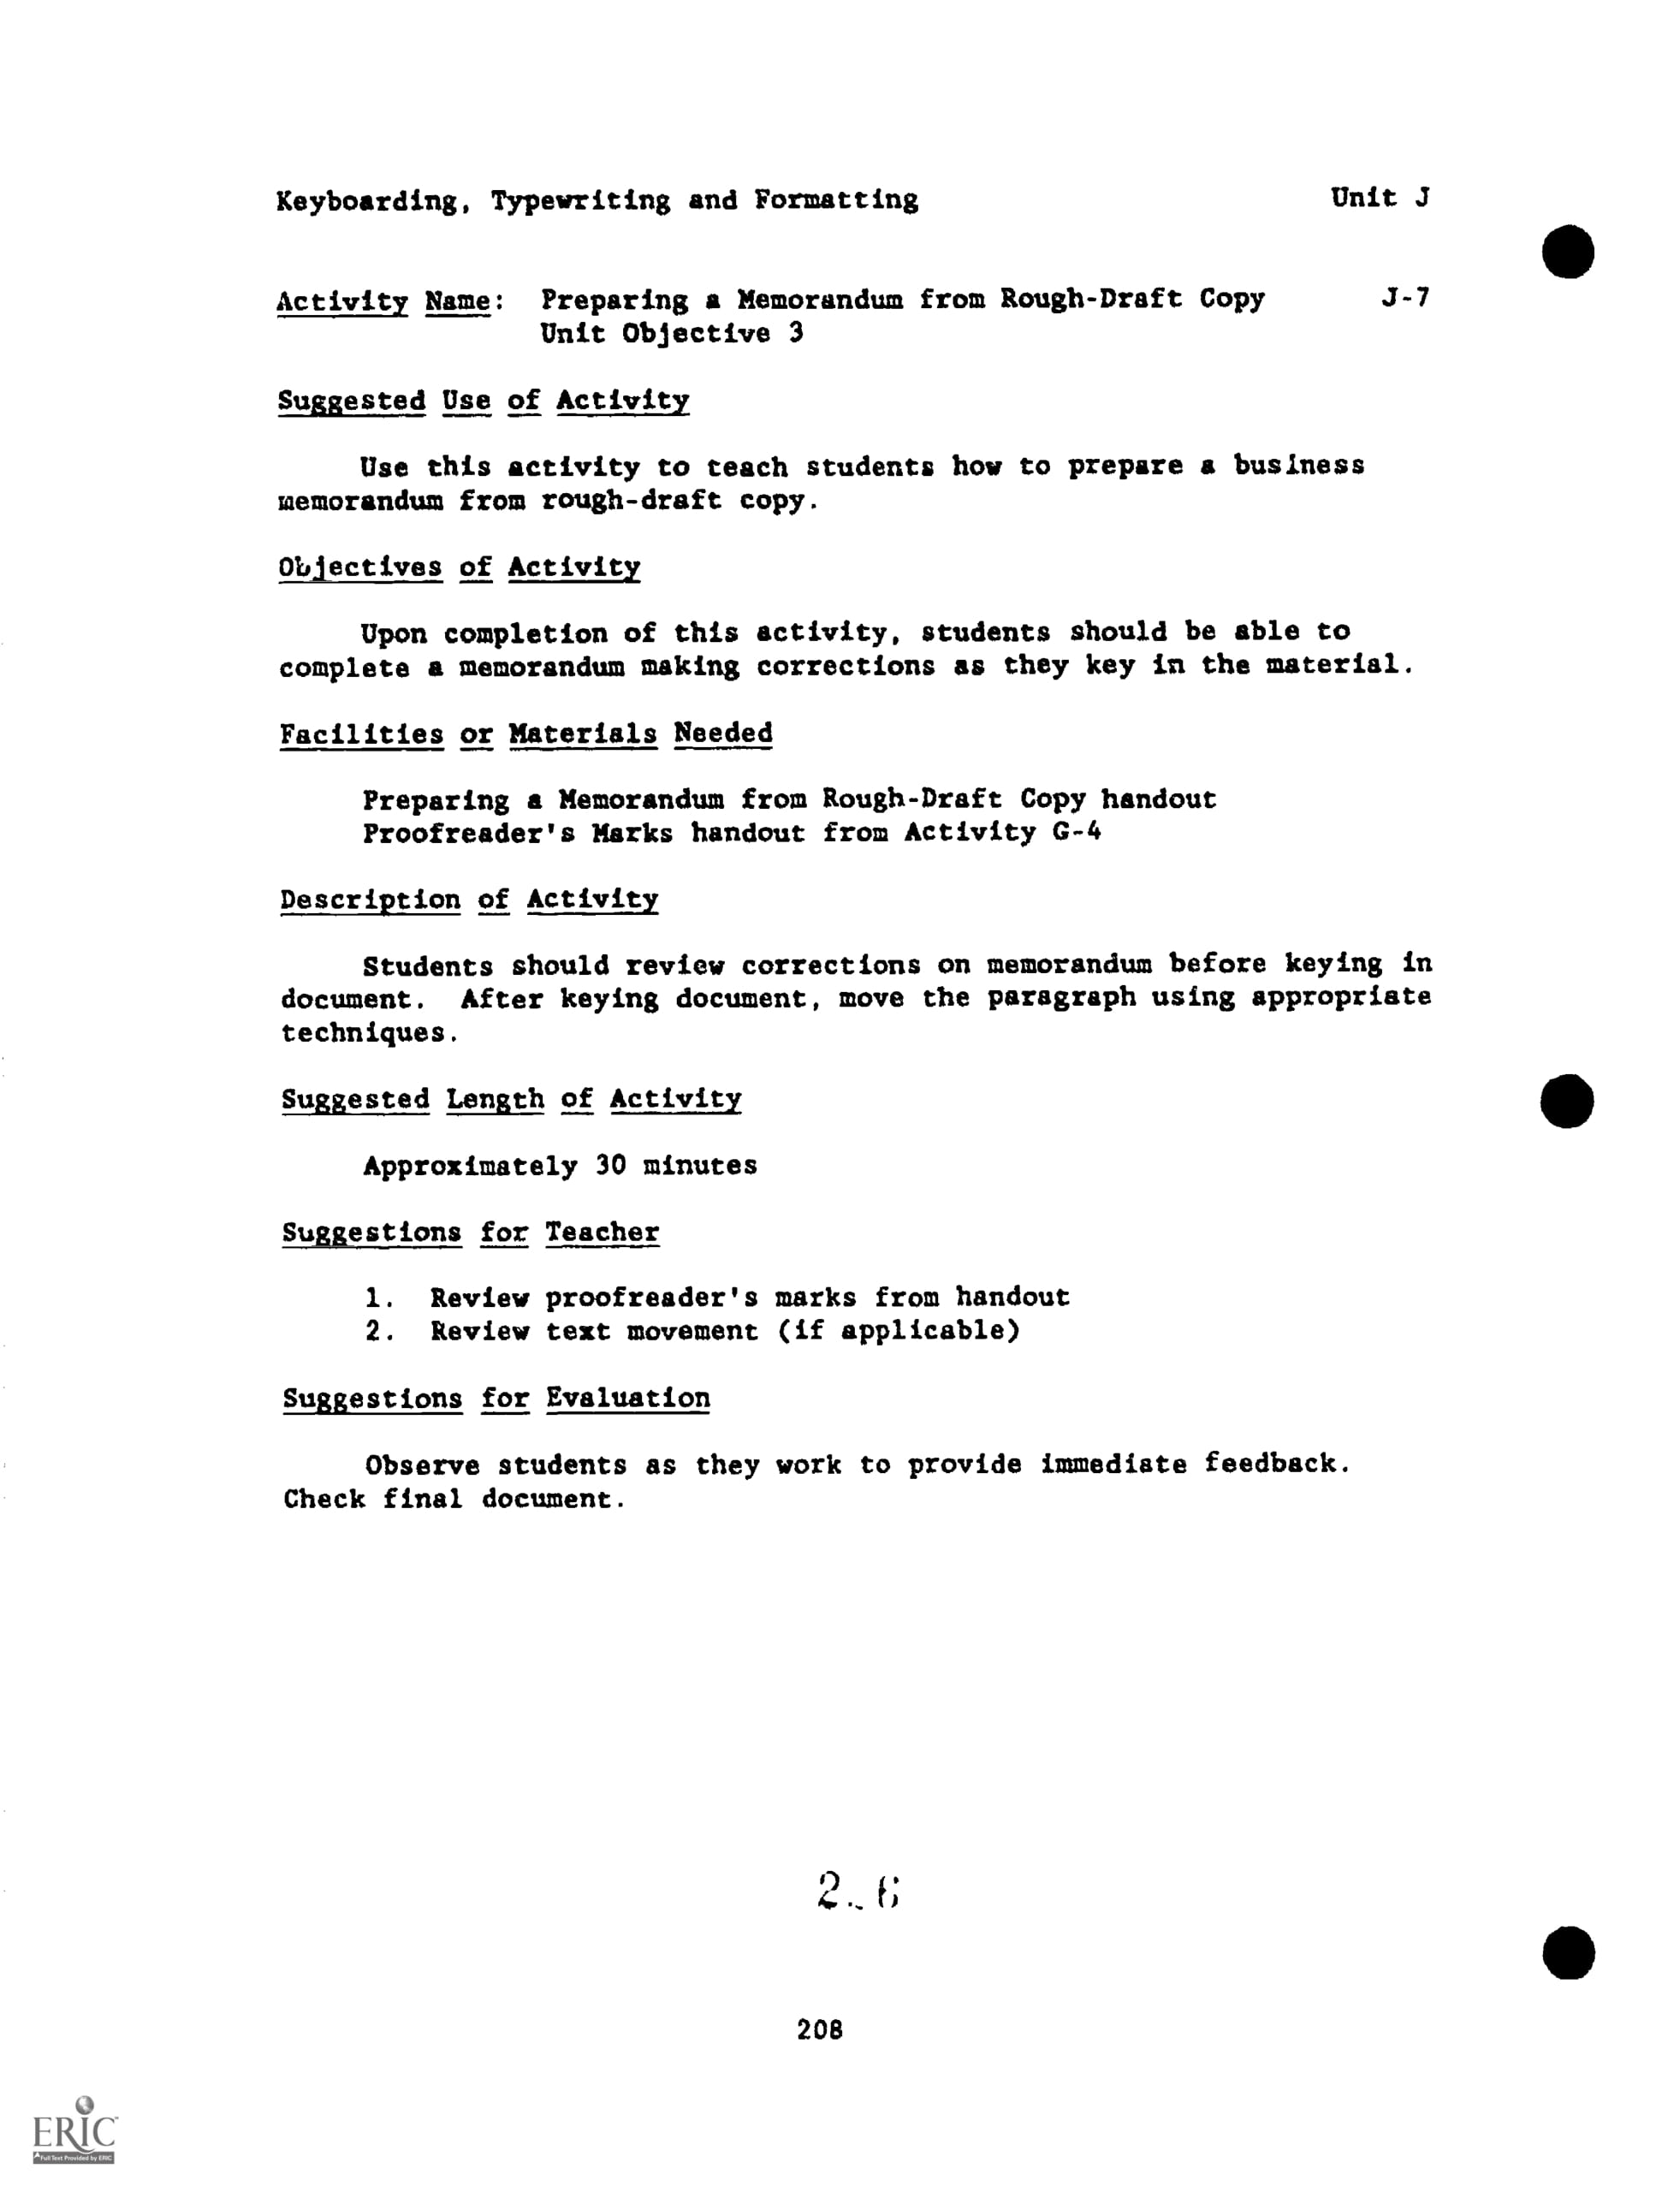 Keyboarding, Typewriting and Formatting Unit J
Activity Name: Preparing a Memorandum from Rough-Draft Copy J-7
Unit Objective 3
Suggested Use of Activity
Use this activity to teach students how to prepare a business
memorandum from rough-draft copy.
Objectives of Activity
Upon completion of this activity, students should be able to
complete a memorandum making corrections as they key in the material.
Facilities or Materials Needed
Preparing a Memorandum from Rough-Draft Copy handout
Proofreader's Marks handout from Activity G-4
Description of Activity
Students should review corrections on memorandum before keying in
document. After keying document, move the paragraph using appropriate
techniques.
Suggested Length of Activity
Approximately 30 minutes
Suggestions for Teacher
1. Review proofreader's marks from handout
2. Review text movement (if applicable)
Suggestions for Evaluation
Observe students as they work to provide immediate feedback.
Check final document.
208
ERIC
Full Text Provided by ERIC